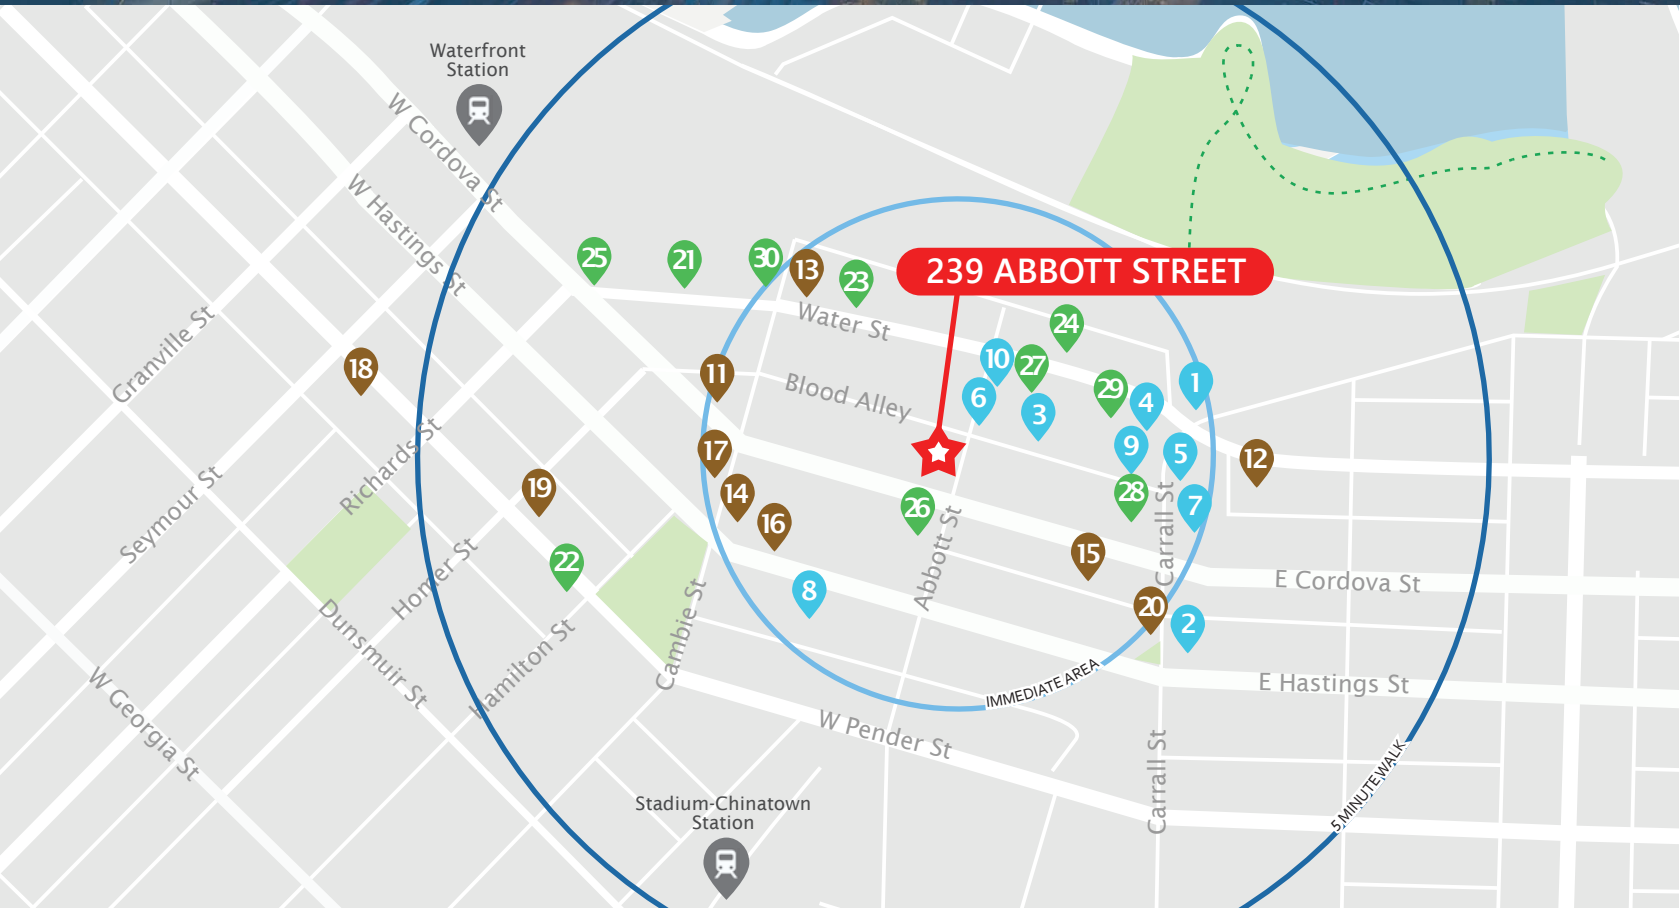 Waterfront
Station
W Cordova St
W Hastings St
25
21
30
13
23
239 ABBOTT STREET
Water St
24
Granville St
18
11
Blood Alley
10
27
6
3
29
4
1
Richards St
17
9
5
12
Seymour St
19
14
16
26
28
7
Carrall St
Abbott St
15
22
Homer St
8
E Cordova St
20
2
Dunsmuir St
Hamilton St
Cambie St
IMMEDIATE AREA
E Hastings St
W Georgia St
W Pender St
Carrall St
5 MINUTE WALK
Stadium-Chinatown
Station